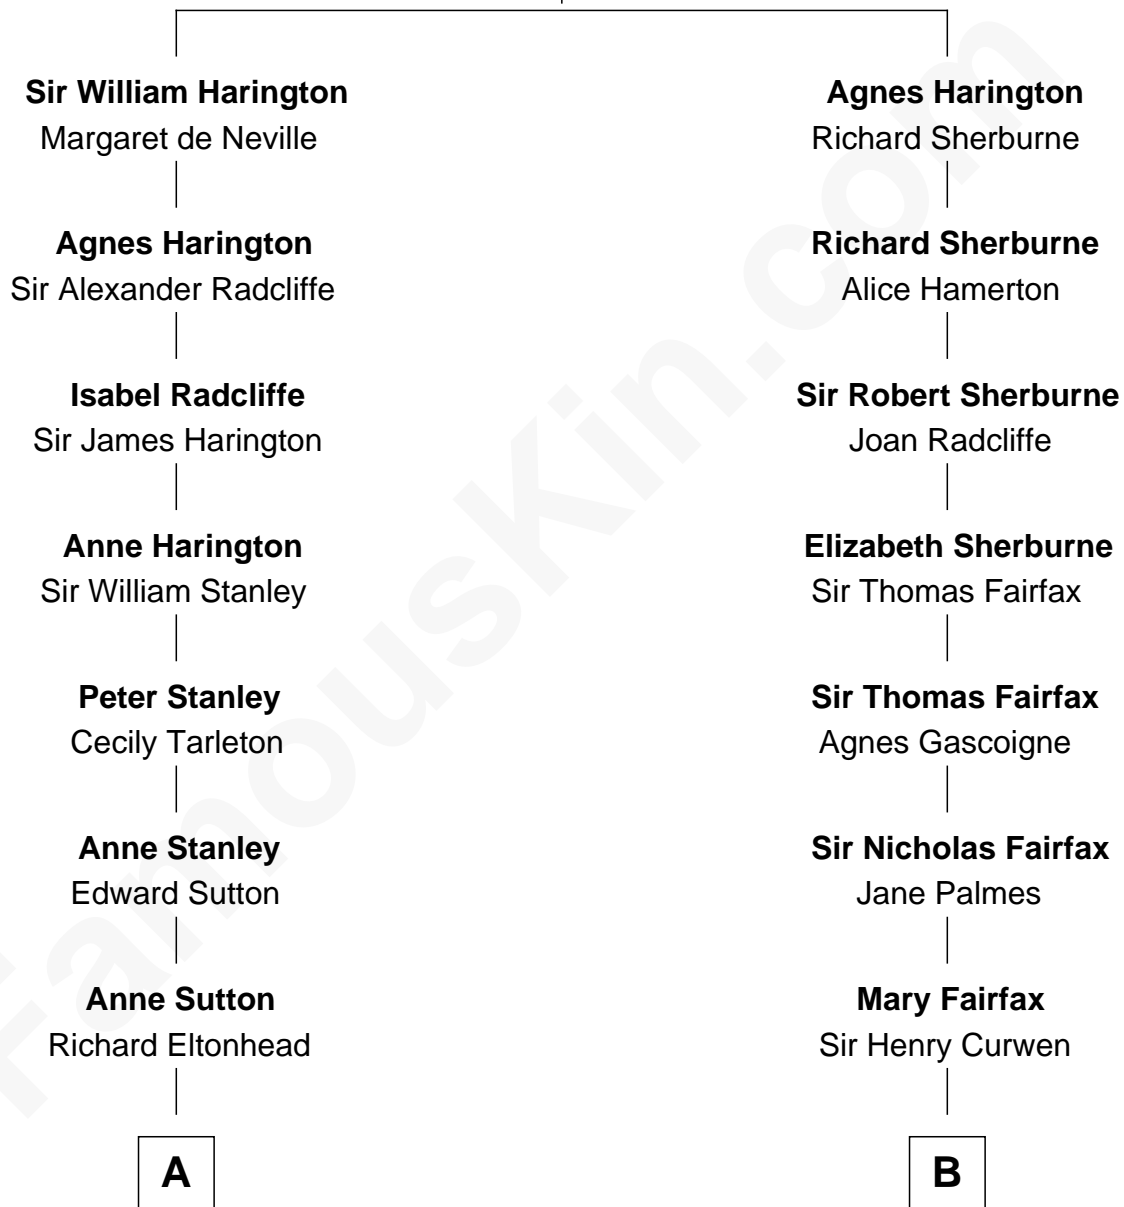 Sir William Harington
Margaret de Neville
Agnes Harington
Sir Alexander Radcliffe
Isabel Radcliffe
Sir James Harington
Anne Harington
Sir William Stanley
Peter Stanley
Cecily Tarleton
Anne Stanley
Edward Sutton
Anne Sutton
Richard Eltonhead
A
Agnes Harington
Richard Sherburne
Richard Sherburne
Alice Hamerton
Sir Robert Sherburne
Joan Radcliffe
Elizabeth Sherburne
Sir Thomas Fairfax
Sir Thomas Fairfax
Agnes Gascoigne
Sir Nicholas Fairfax
Jane Palmes
Mary Fairfax
Sir Henry Curwen
B
FamousKin.com